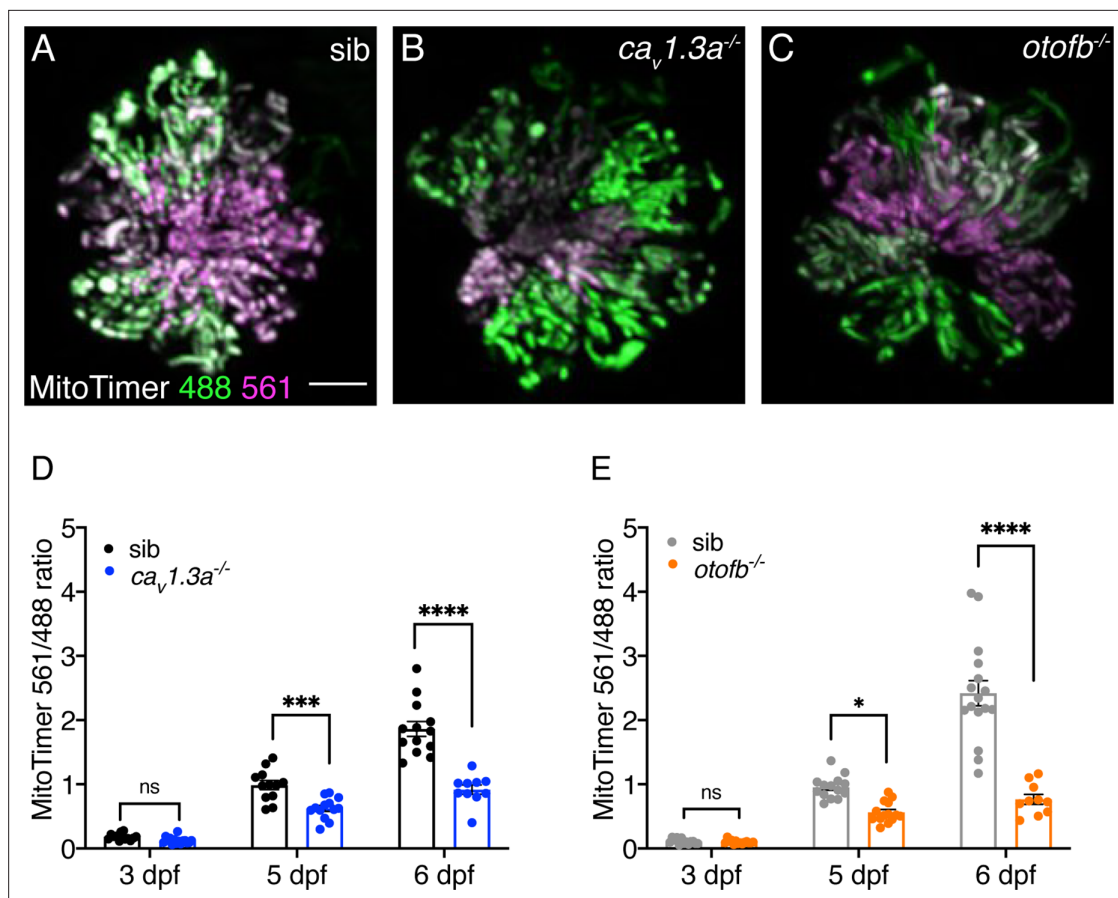 A
sib
B
ca_v1.3a^-/-
C
otofb^-/-
MitoTimer 488 561
D
E
MitoTimer 561/488 ratio
5
4
3
2
1
0
sib
ca_v1.3a^-/-
ns
***
****
3 dpf
5 dpf
6 dpf
MitoTimer 561/488 ratio
5
4
3
2
1
0
sib
otofb^-/-
ns
*
****
3 dpf
5 dpf
6 dpf